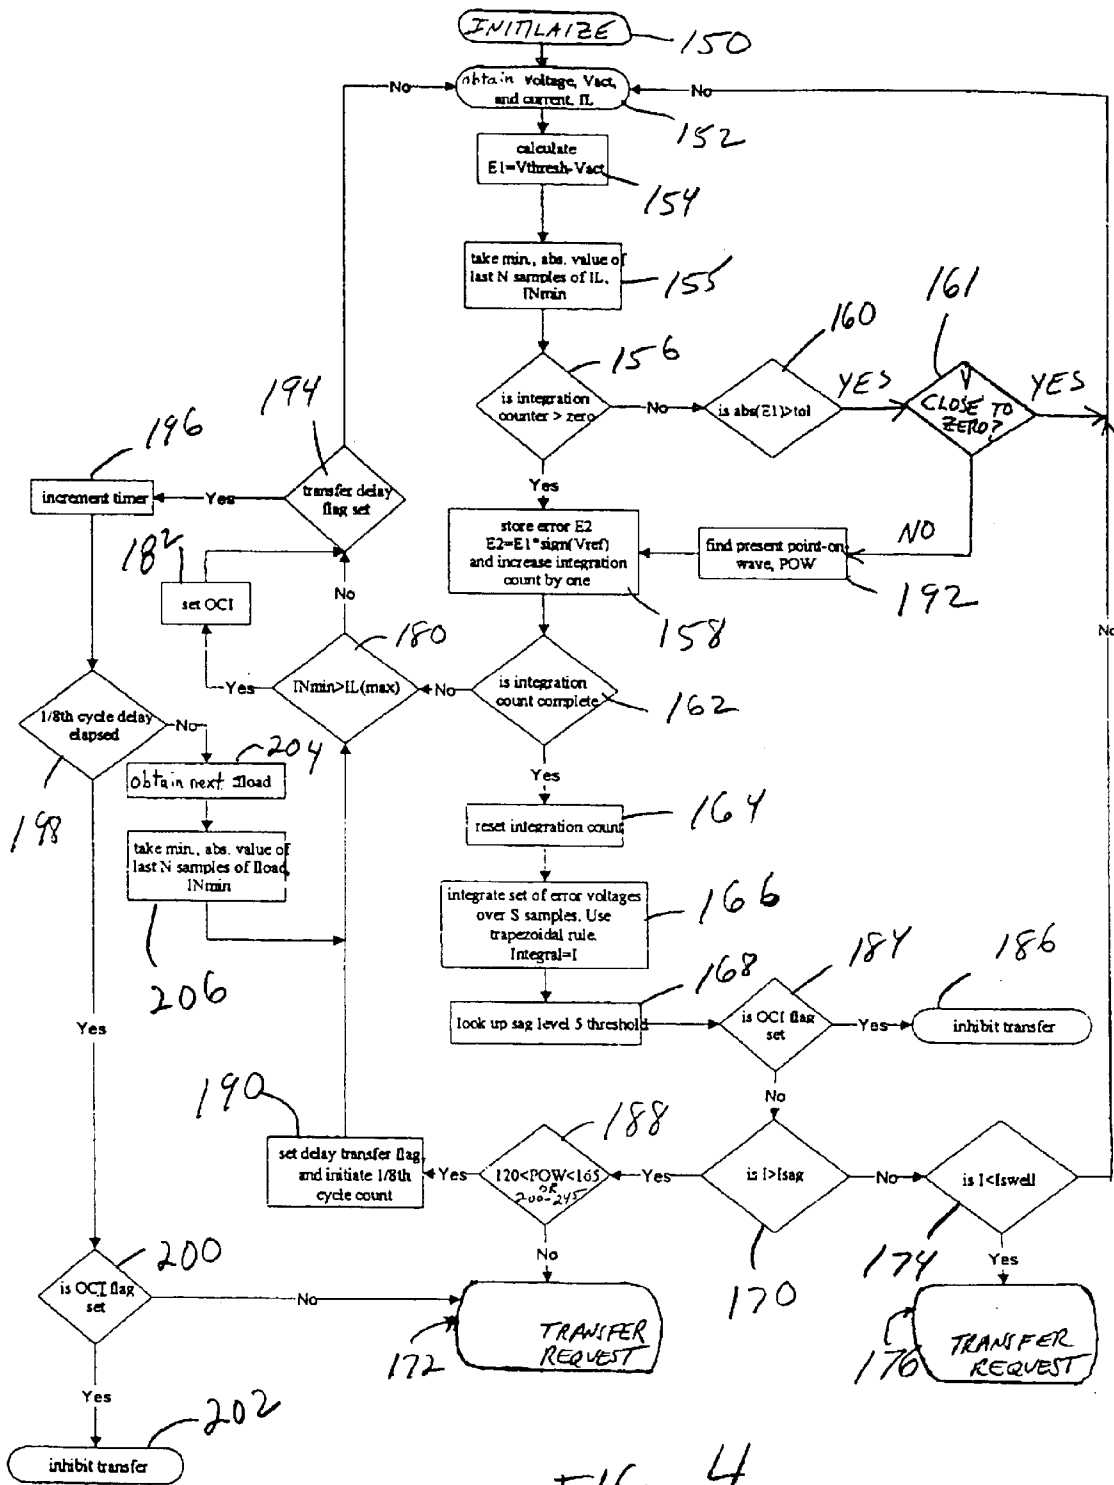 INITILAIZE
150
No
obtain voltage, Vact,
and current, IL
No
152
calculate
E1=Vthresh-Vact
154
take min., abs. value of
last N samples of IL,
INmin
155
161
160
156
is integration
counter > zero
No
is abs(E1)>tol
YES
V
CLOSE TO
ZERO?
YES
194
196
increment timer
Yes
transfer delay
flag set
Yes
store error E2
E2=E1*sign(Vref)
and increase integration
count by one
158
find present point-on
wave, POW
NO
192
182
set OCI
No
No
180
INmin>IL(max)
Yes
No
is integration
count complete
162
1/8th cycle delay
elapsed
No
198
204
obtain next Iload
take min., abs. value of
last N samples of Iload,
INmin
206
Yes
reset integration count
164
integrate set of error voltages
over S samples. Use
trapezoidal rule.
Integral=I
166
look up sag level 5 threshold
168
184
is OCI flag
set
Yes
186
inhibit transfer
Yes
No
190
set delay transfer flag
and initiate 1/8th
cycle count
Yes
188
120<POW<165
OR
200-245
Yes
is I>Isag
170
No
is I<Iswell
174
No
Yes
200
is OCI flag
set
No
172
TRANSFER
REQUEST
176
TRANSFER
REQUEST
Yes
202
inhibit transfer
FIG. 4